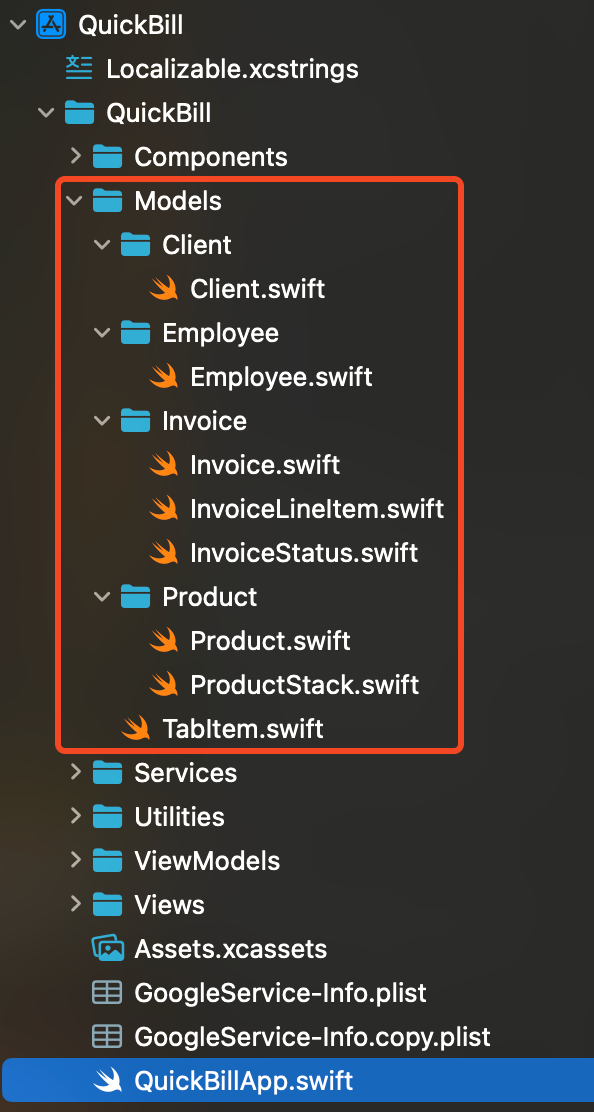 QuickBill
Localizable.xcstrings
QuickBill
Components
Models
Client
Client.swift
Employee
Employee.swift
Invoice
Invoice.swift
InvoiceLineItem.swift
InvoiceStatus.swift
Product
Product.swift
ProductStack.swift
TabItem.swift
Services
Utilities
ViewModels
Views
Assets.xcassets
GoogleService-Info.plist
GoogleService-Info.copy.plist
QuickBillApp.swift